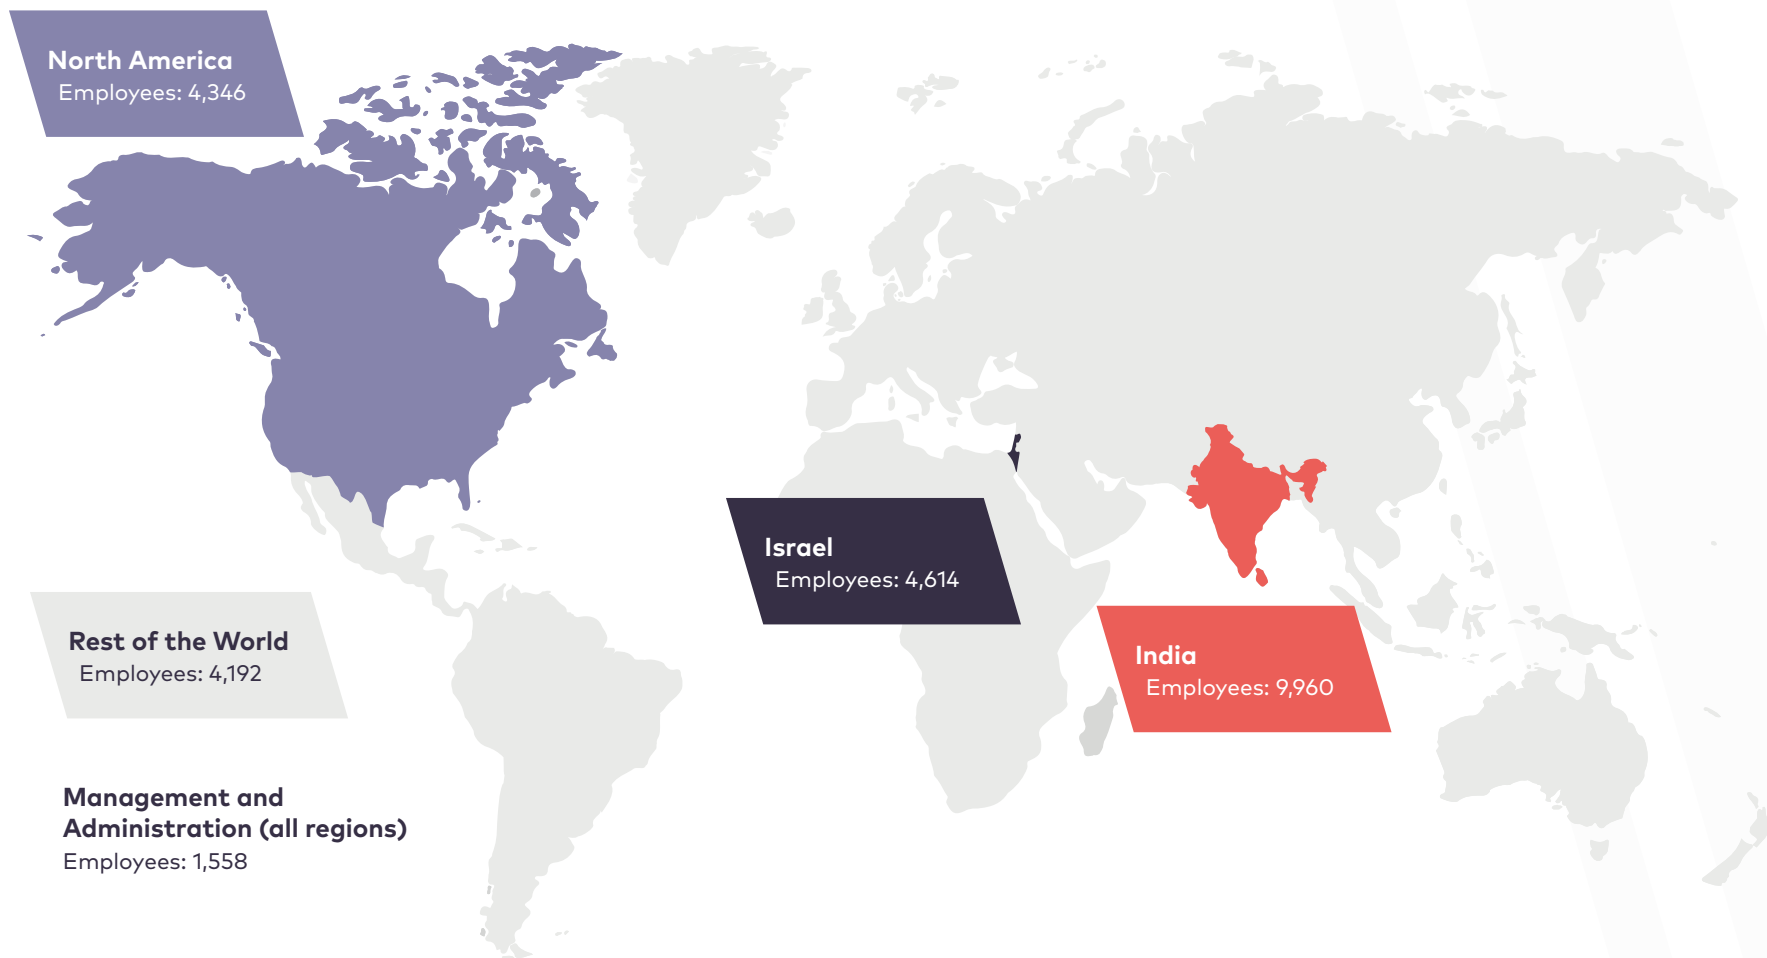 North America
Employees: 4,346
Israel
Employees: 4,614
Rest of the World
Employees: 4,192
India
Employees: 9,960
Management and
Administration (all regions)
Employees: 1,558